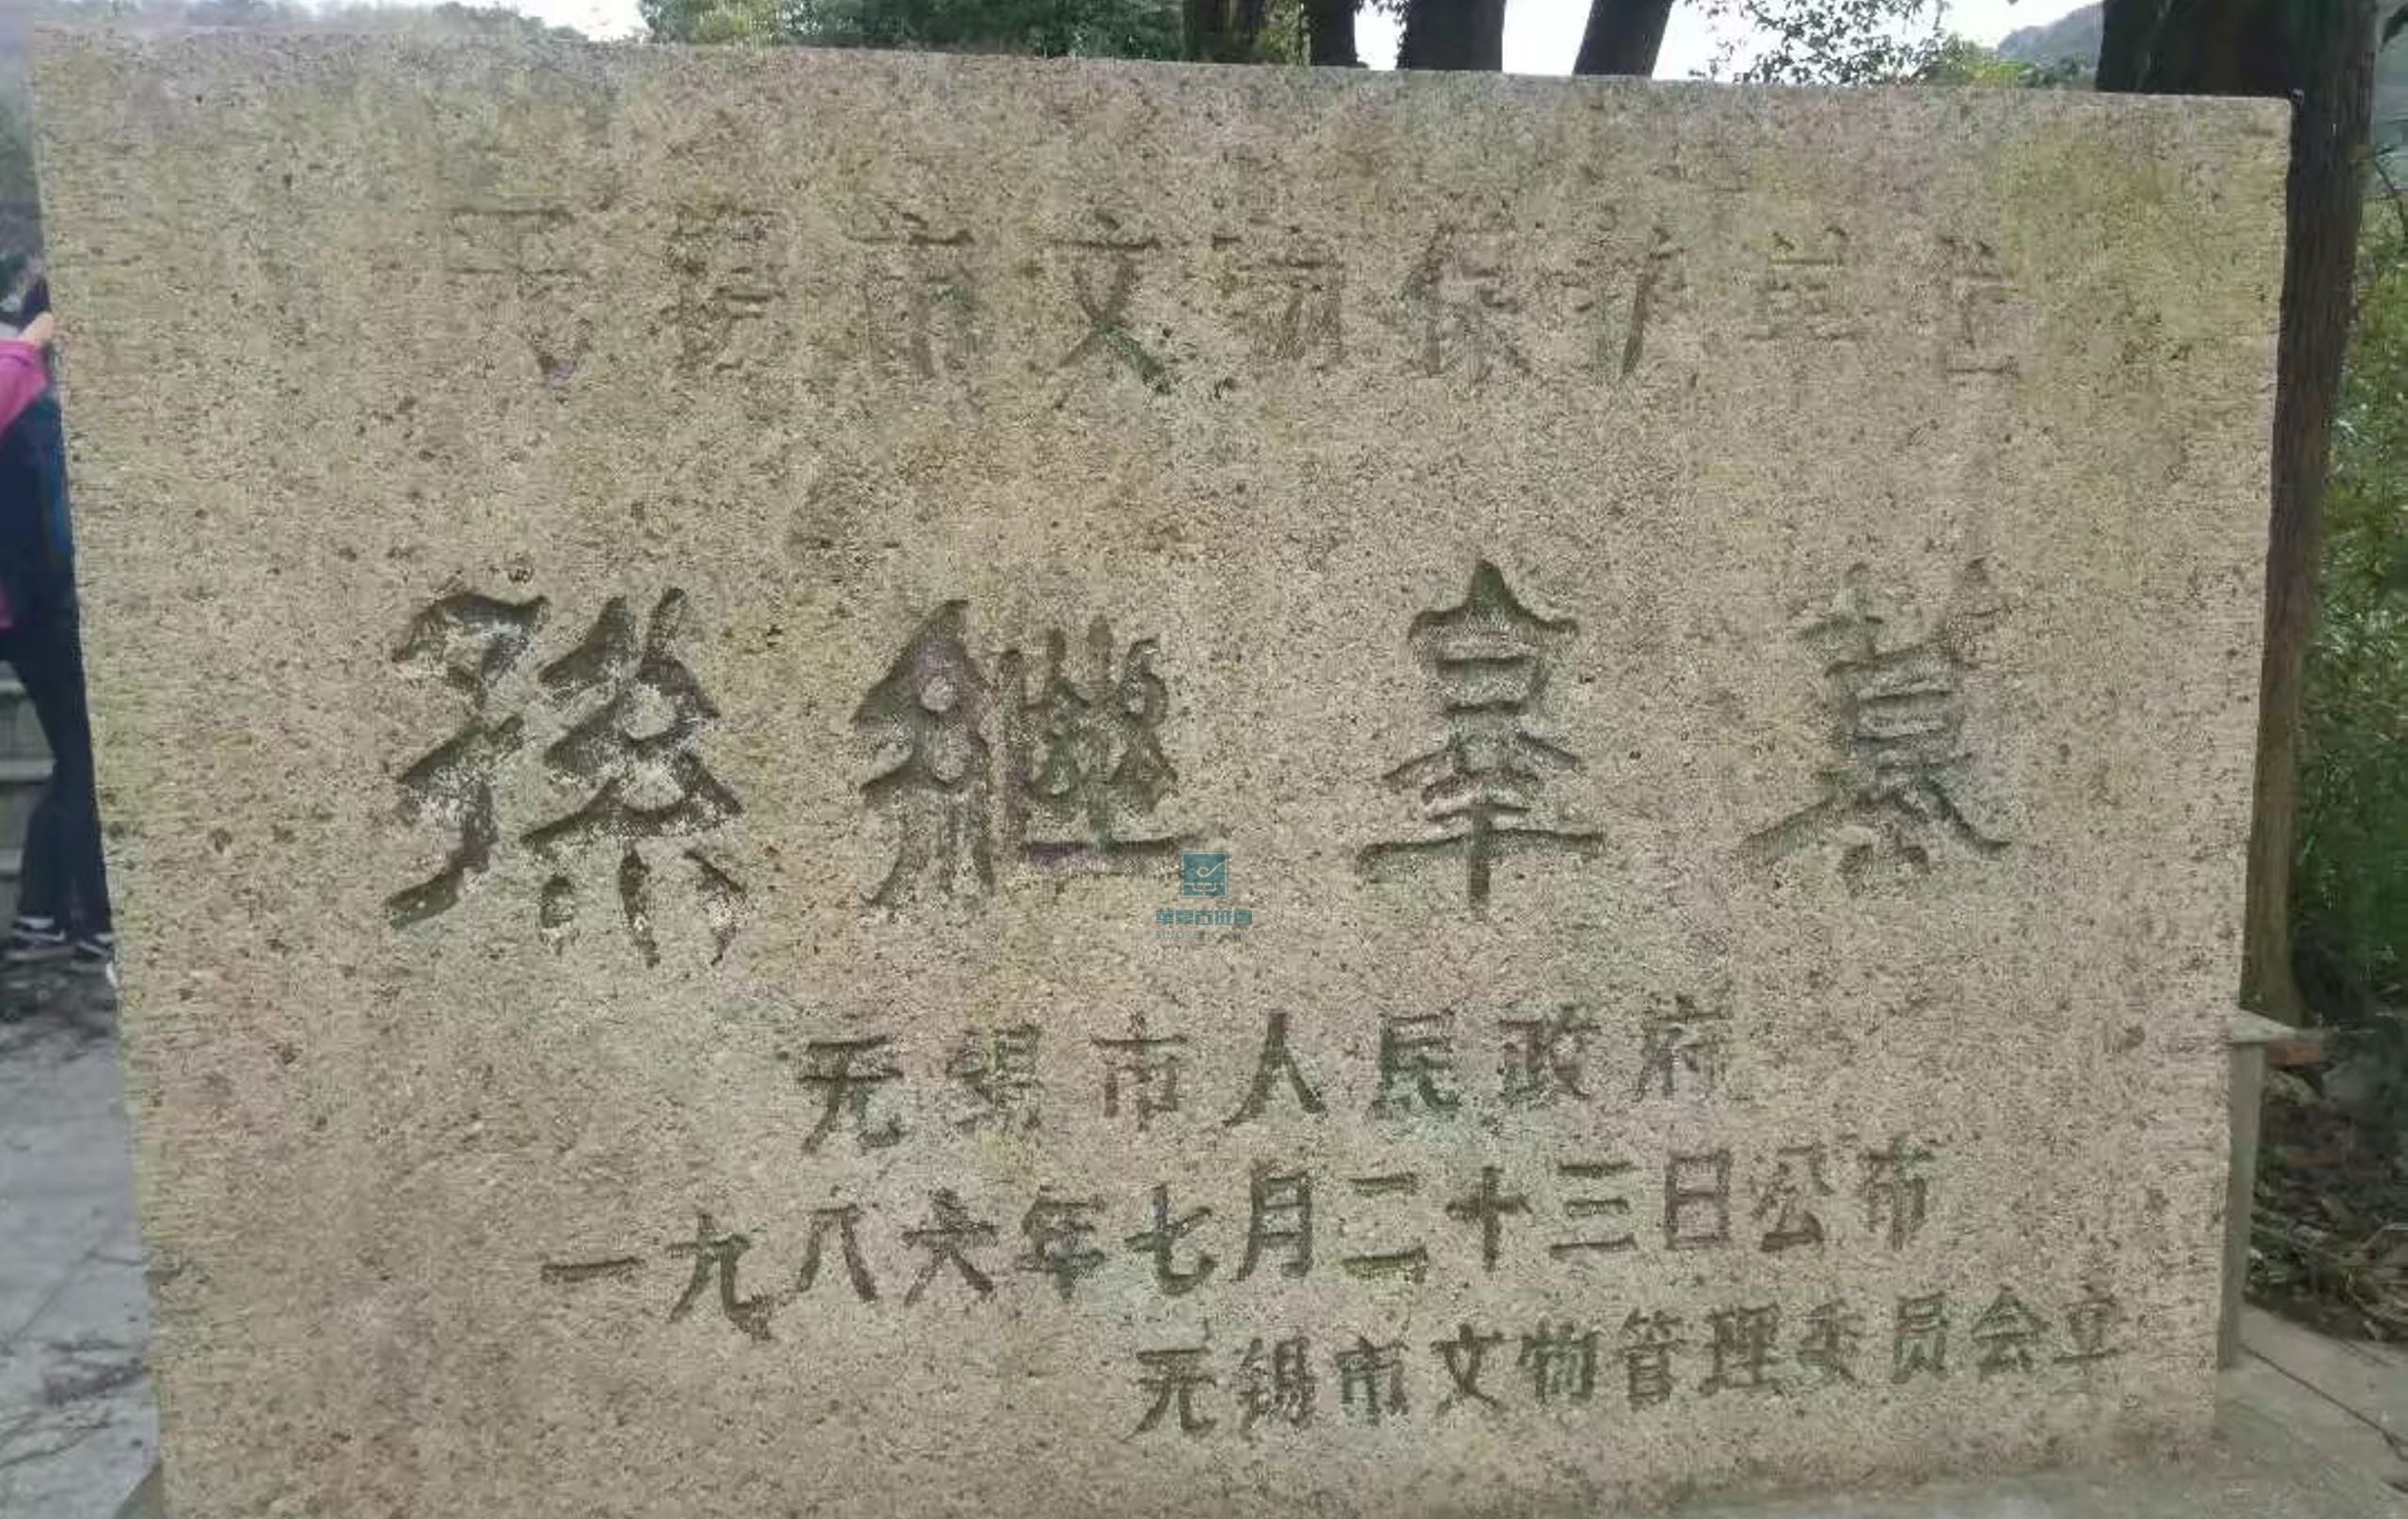 无锡市文物保护单位
孫繼皐墓
无锡市人民政府
一九八六年七月二十三日公布
无锡市文物管理委员会立